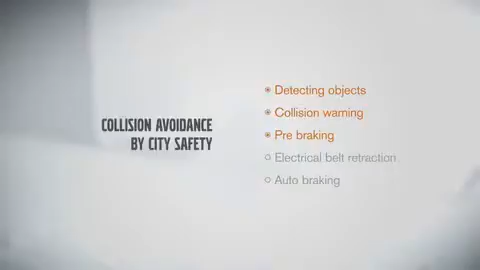 COLLISION AVOIDANCE
BY CITY SAFETY
Detecting objects
Collision warning
Pre braking
Electrical belt retraction
Auto braking